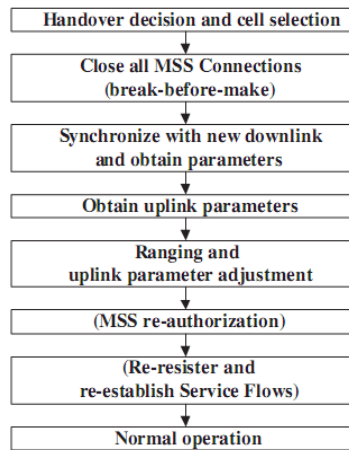 Handover decision and cell selection
Close all MSS Connections
(break-before-make)
Synchronize with new downlink
and obtain parameters
Obtain uplink parameters
Ranging and
uplink parameter adjustment
(MSS re-authorization)
(Re-resister and
re-establish Service Flows)
Normal operation